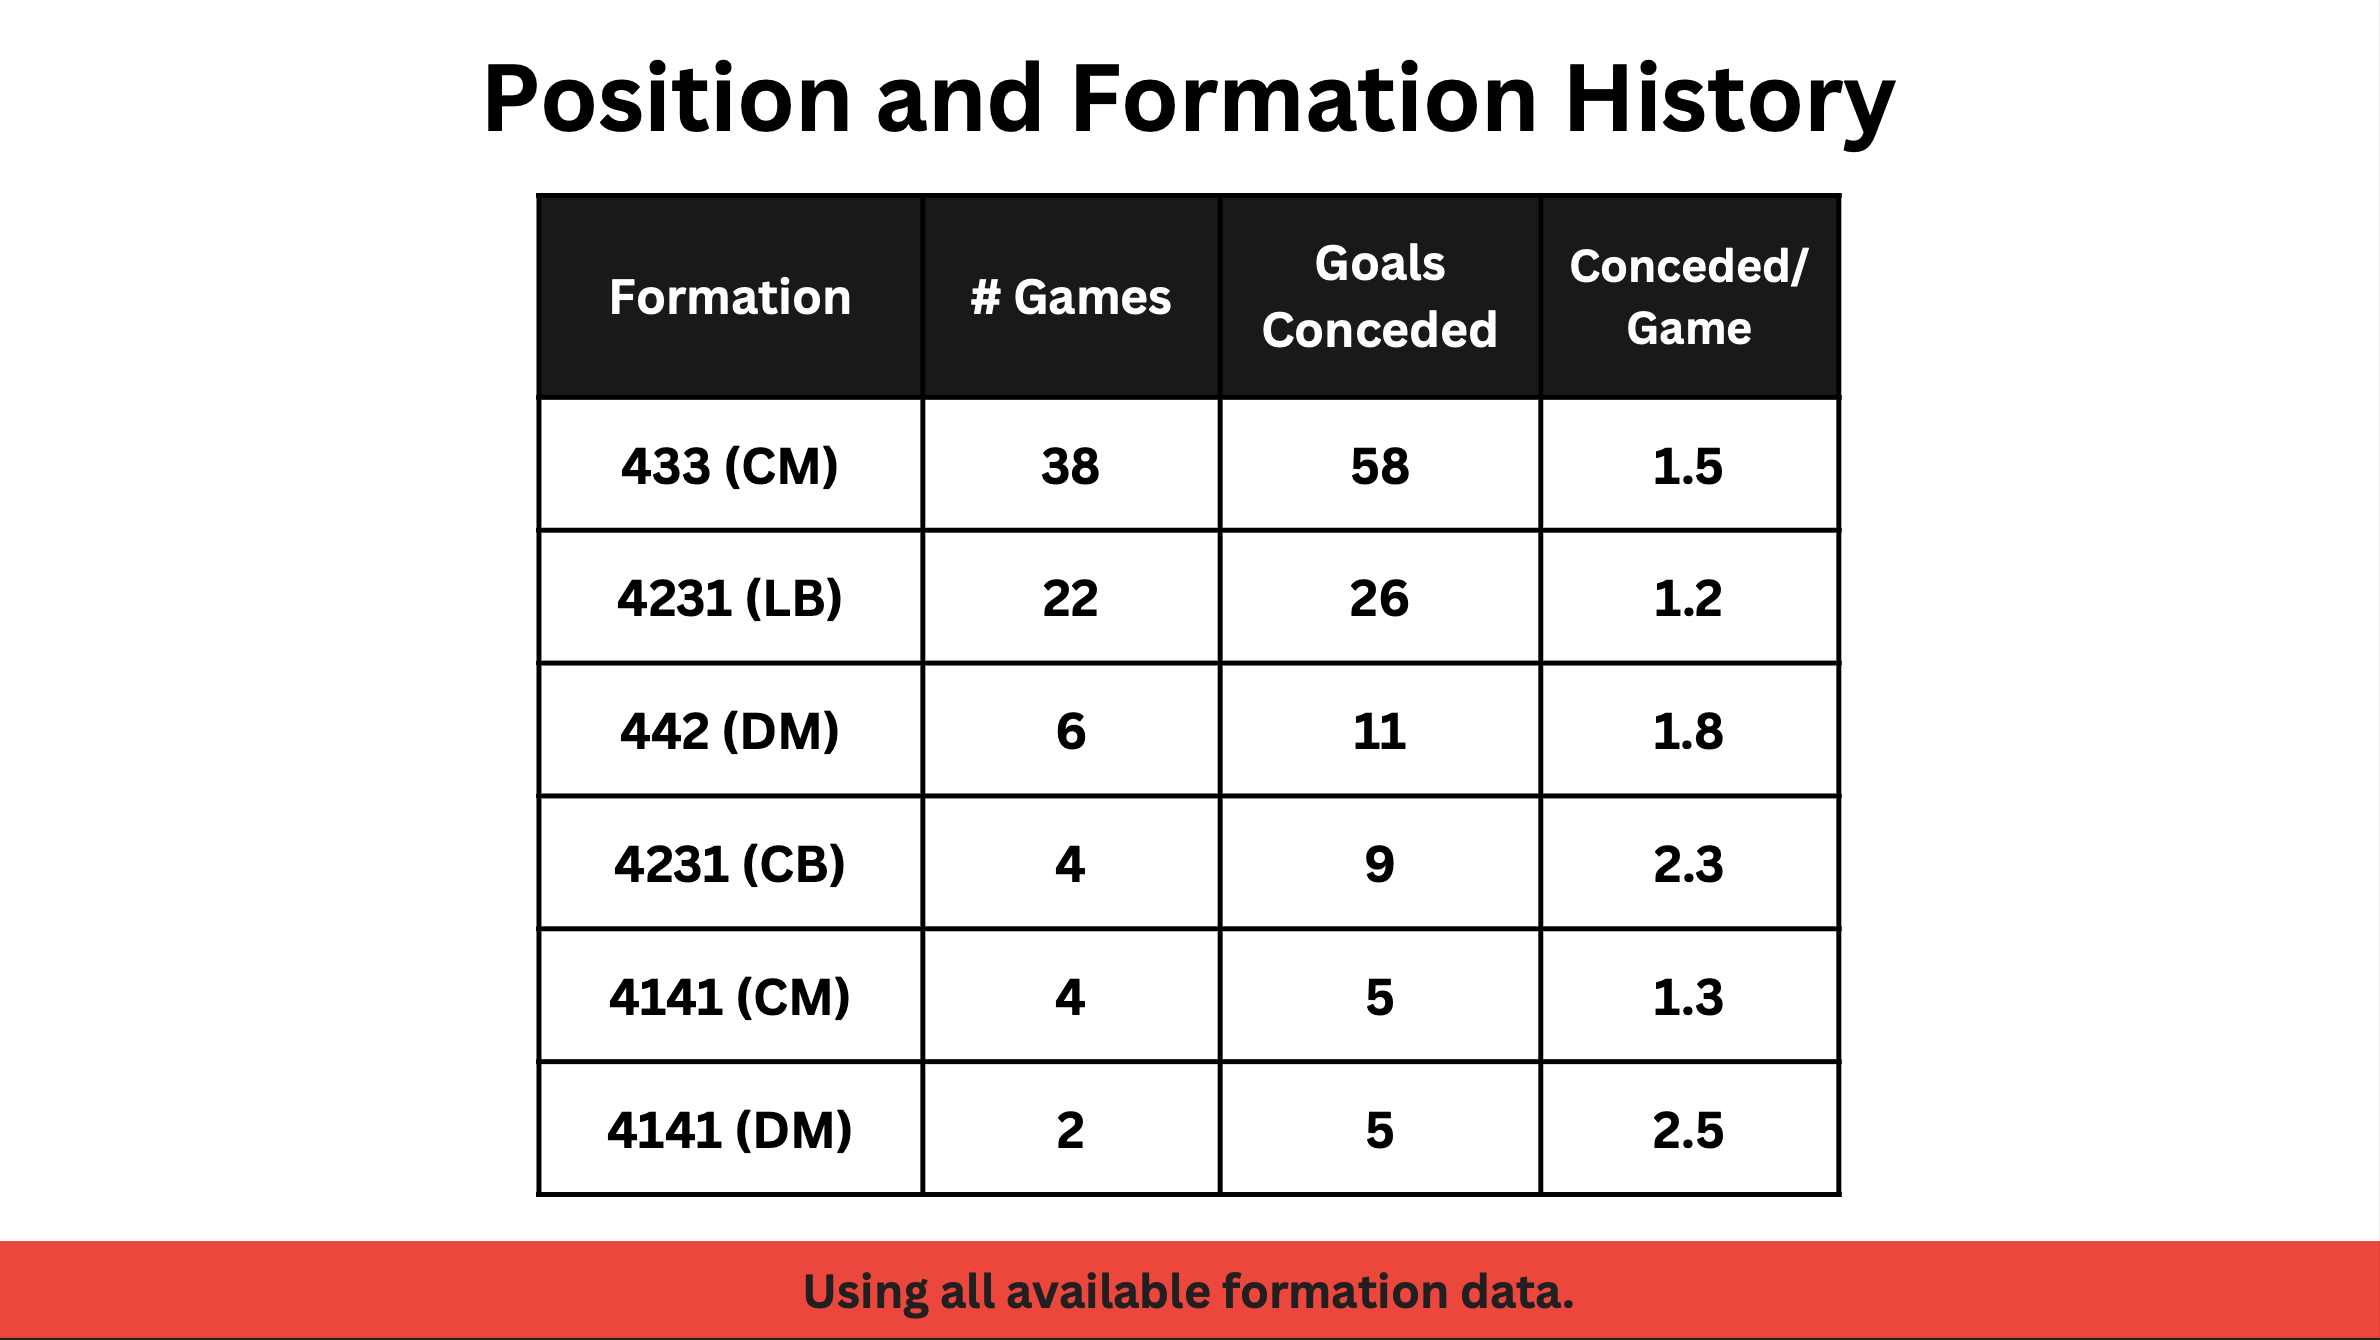 Position and Formation History
Formation # Games Goals Conceded Conceded/ Game
433 (CM) 38 58 1.5
4231 (LB) 22 26 1.2
442 (DM) 6 11 1.8
4231 (CB) 4 9 2.3
4141 (CM) 4 5 1.3
4141 (DM) 2 5 2.5
Using all available formation data.